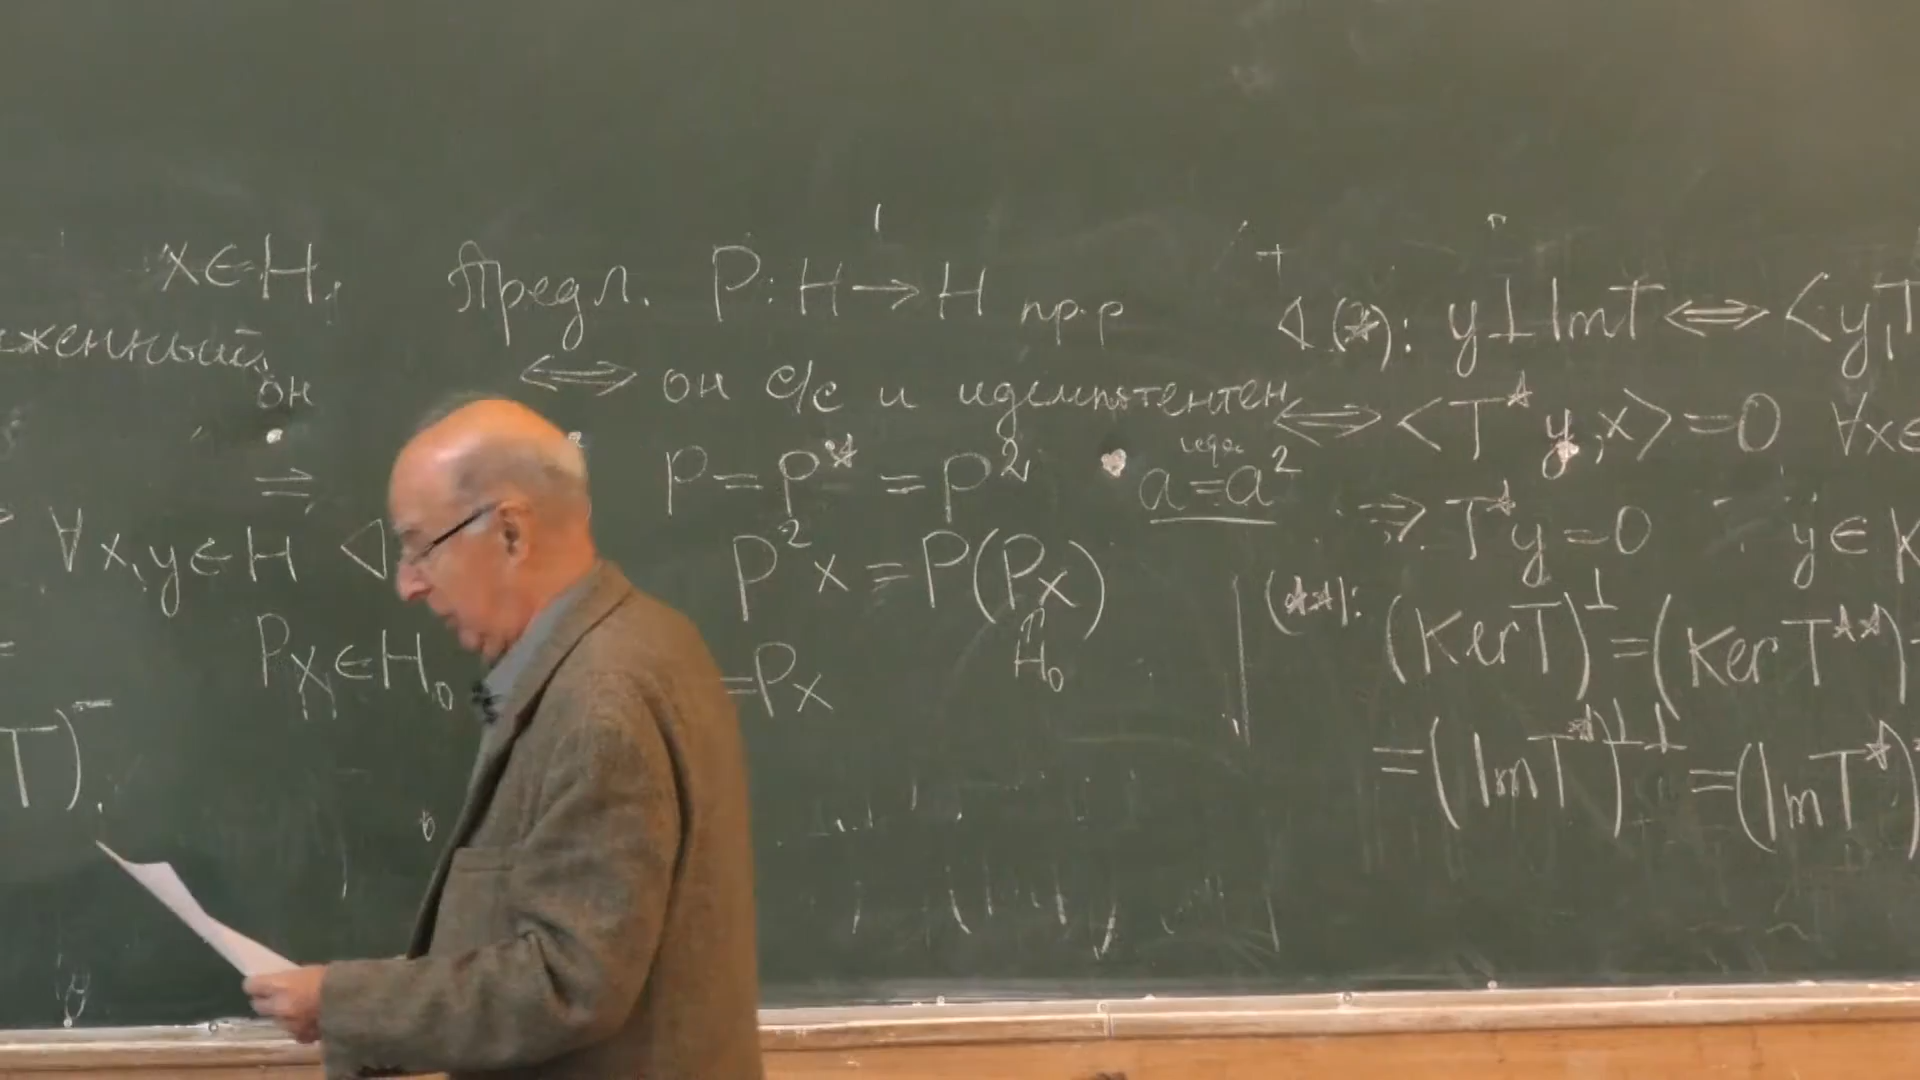 x∈H,
женный,
он
⇒
∀x,y∈H ◁
Px∈H₀
T)⁻.
Предл. P:H→H пр-р
⟺ он с/с и идемпотентен
P=P*=P² a=a²
P²x=P(Px)
H₀
=Px
◁(*): y⊥ImT⟺<y,T
⟺<T*y,x>=0 ∀x∈
⇒T*y=0 y∈K
(**): (KerT)^⊥=(KerT**)
=(ImT*)^⊥⊥=(ImT*)